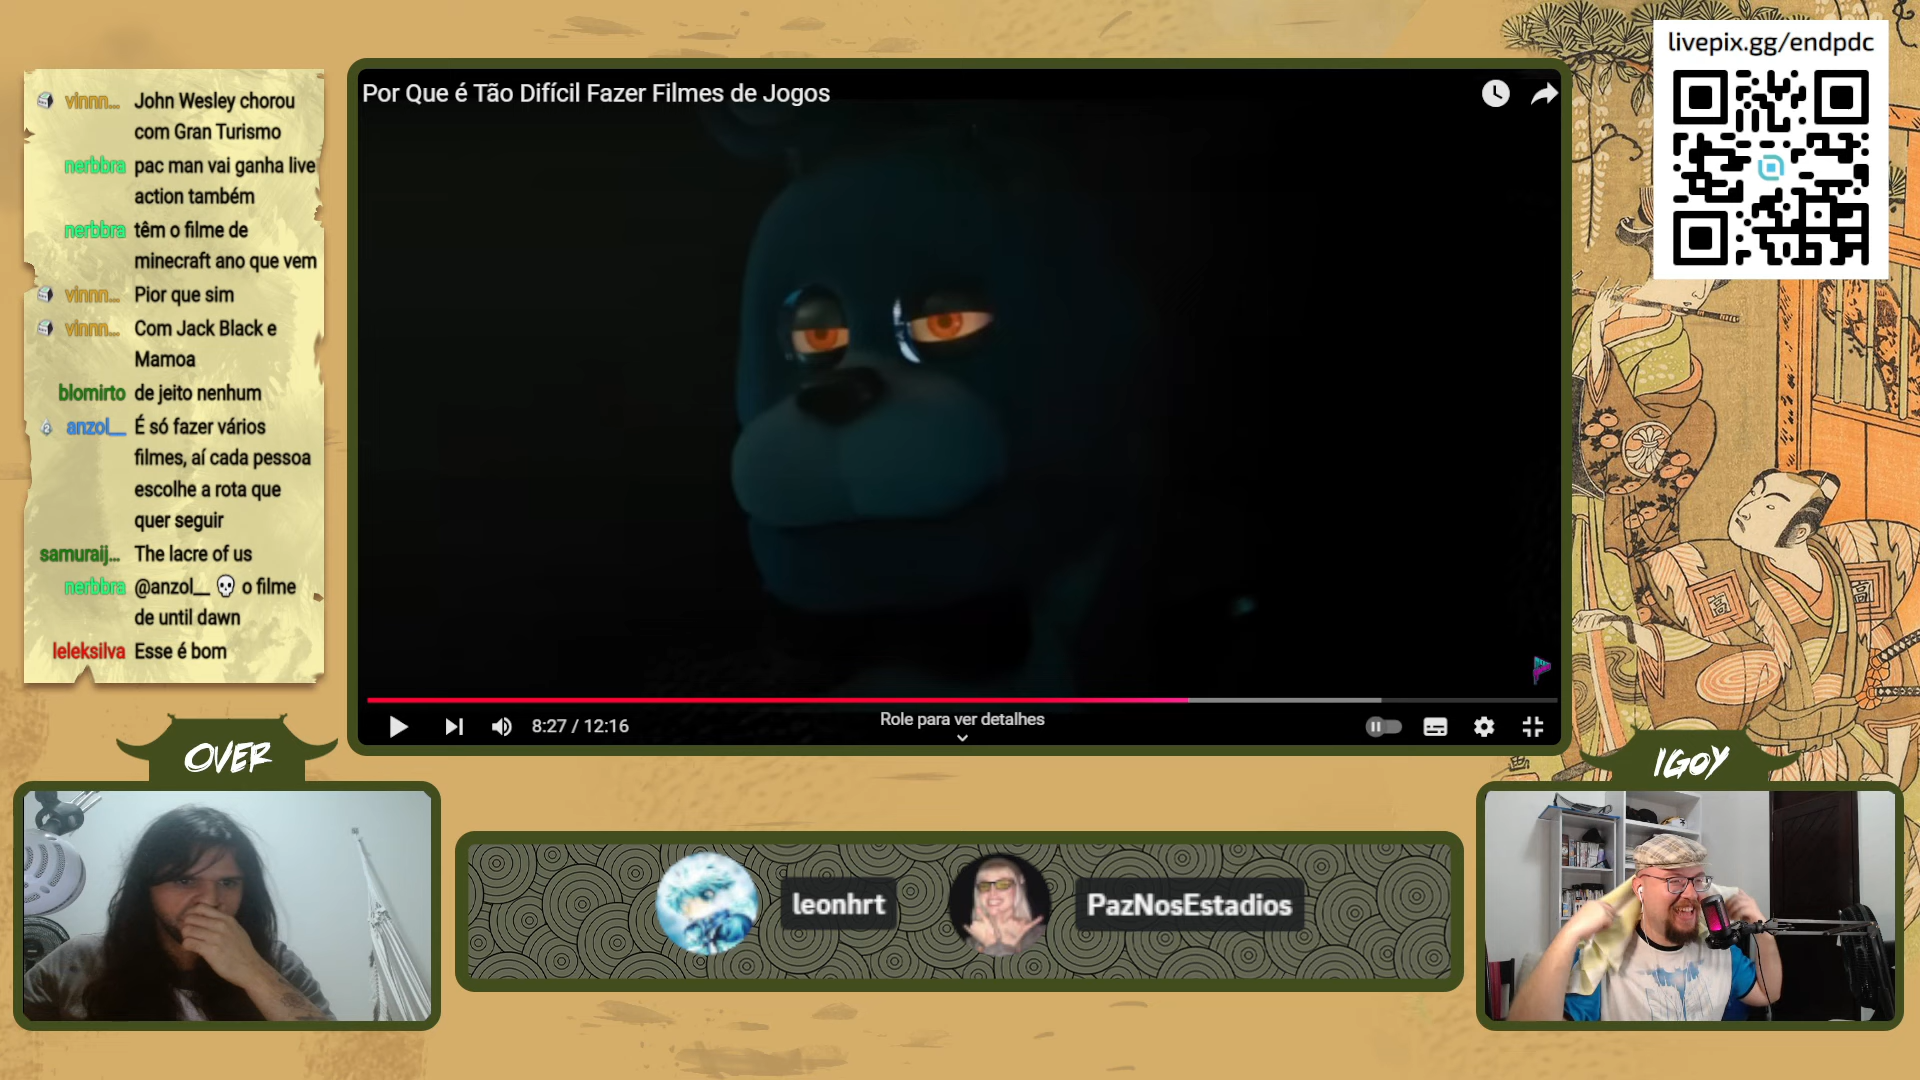 livepix.gg/endpdc
Por Que é Tão Difícil Fazer Filmes de Jogos
vinnn... John Wesley chorou
com Gran Turismo
nerbbra pac man vai ganha live
action também
nerbbra têm o filme de
minecraft ano que vem
vinnn... Pior que sim
vinnn... Com Jack Black e
Mamoa
blomirto de jeito nenhum
anzol__ É só fazer vários
filmes, aí cada pessoa
escolhe a rota que
quer seguir
samuraij... The lacre of us
nerbbra @anzol__ 💀 o filme
de until dawn
leleksilva Esse é bom
8:27 / 12:16
Role para ver detalhes
OVER
IGOY
leonhrt
PazNosEstadios